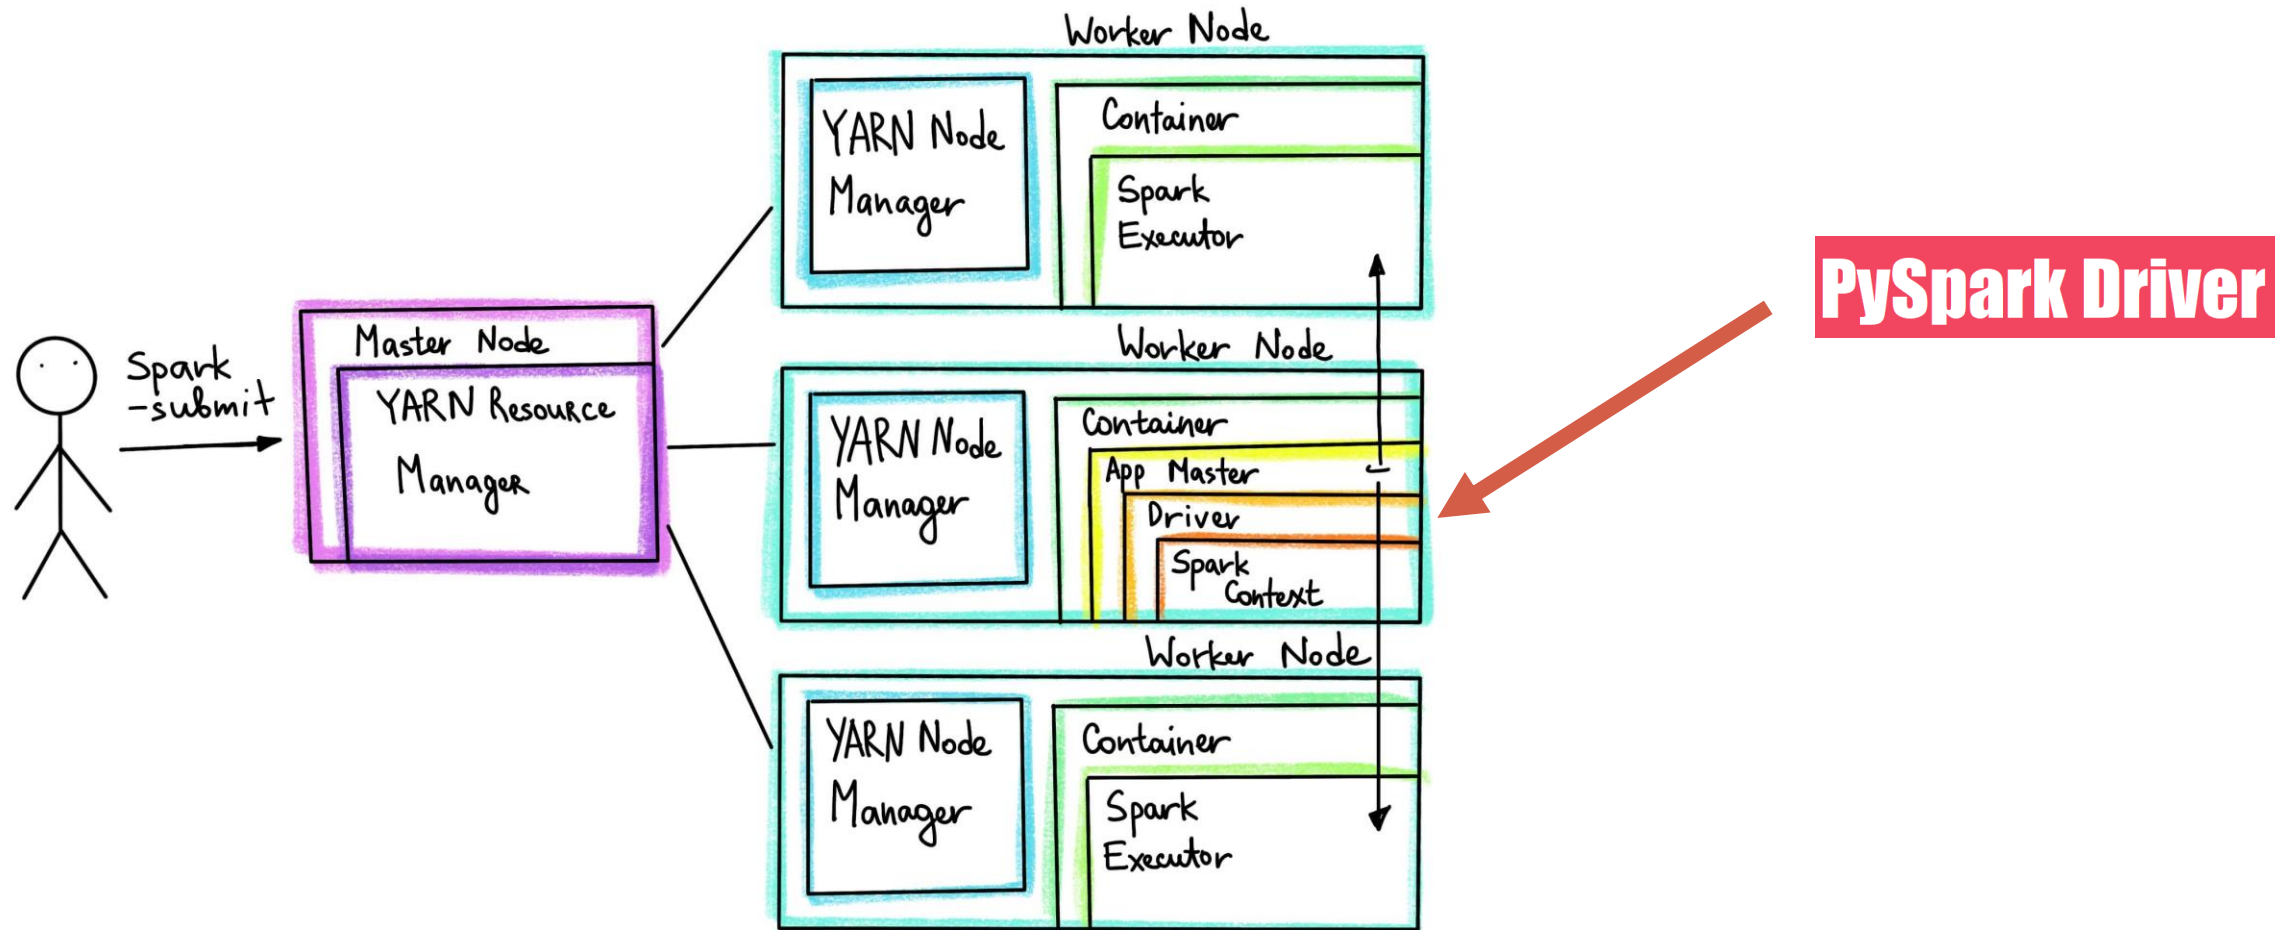 Spark
-submit
Master Node
YARN Resource
Manager
Worker Node
YARN Node
Manager
Container
Spark
Executor
Worker Node
YARN Node
Manager
Container
App Master
Driver
Spark
Context
Worker Node
YARN Node
Manager
Container
Spark
Executor
PySpark Driver